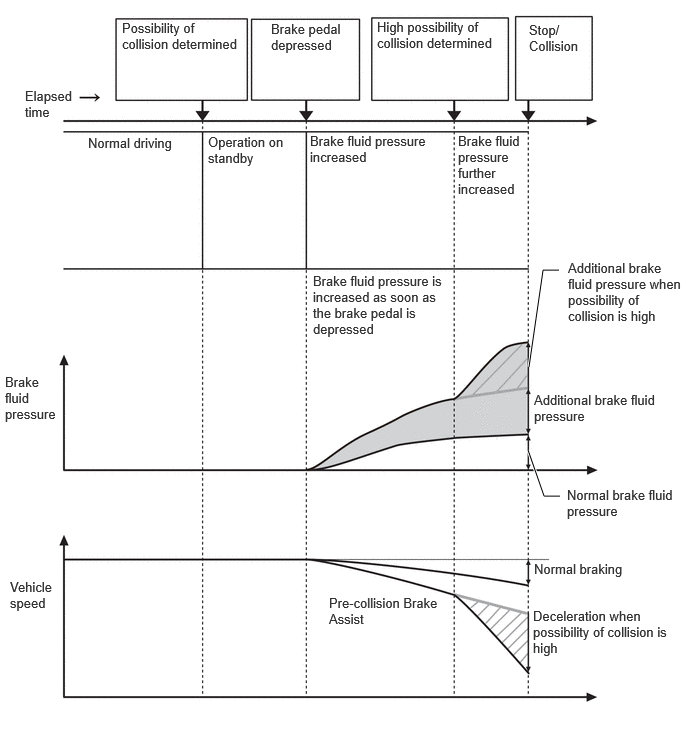 Possibility of
collision determined
Brake pedal
depressed
High possibility of
collision determined
Stop/
Collision
Elapsed
time
Normal driving
Operation on
standby
Brake fluid pressure
increased
Brake fluid
pressure
further
increased
Brake fluid pressure is
increased as soon as
the brake pedal is
depressed
Additional brake
fluid pressure when
possibility of
collision is high
Brake
fluid
pressure
Additional brake fluid
pressure
Normal brake fluid
pressure
Vehicle
speed
Normal braking
Pre-collision Brake
Assist
Deceleration when
possibility of collision is
high